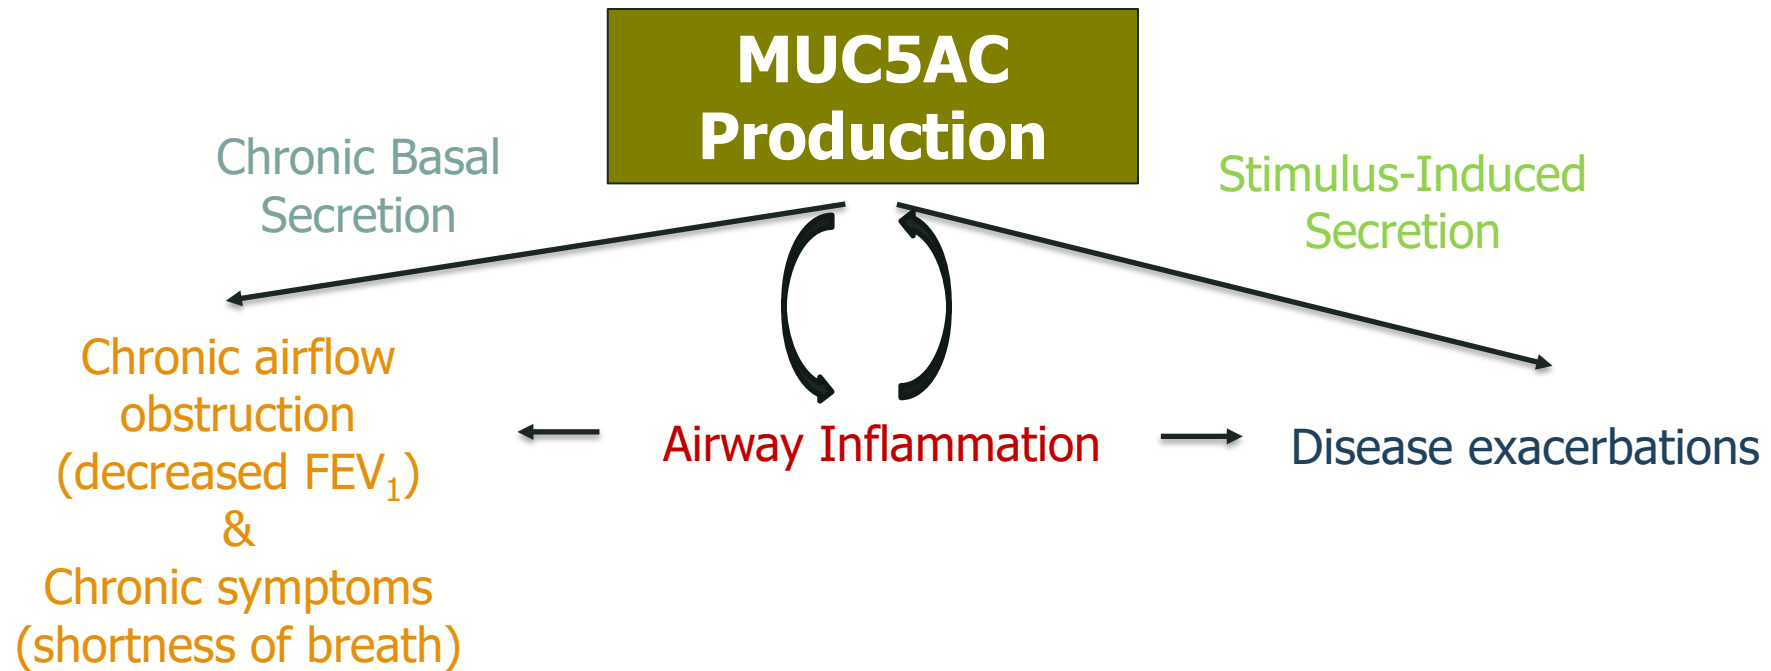 MUC5AC
Production
Chronic Basal
Secretion
Stimulus-Induced
Secretion
Chronic airflow
obstruction
(decreased FEV₁)
&
Chronic symptoms
(shortness of breath)
Airway Inflammation
Disease exacerbations